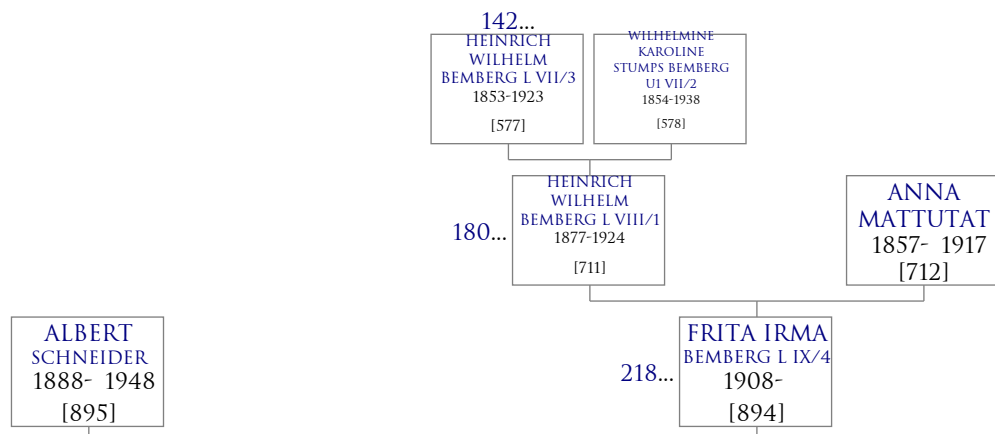 142...
HEINRICH
WILHELM
BEMBERG L VII/3
1853-1923
[577]
WILHELMINE
KAROLINE
STUMPS BEMBERG
U1 VII/2
1854-1938
[578]
180...
HEINRICH
WILHELM
BEMBERG L VIII/1
1877-1924
[711]
ANNA
MATTUTAT
1857- 1917
[712]
ALBERT
SCHNEIDER
1888- 1948
[895]
218...
FRITA IRMA
BEMBERG L IX/4
1908-
[894]